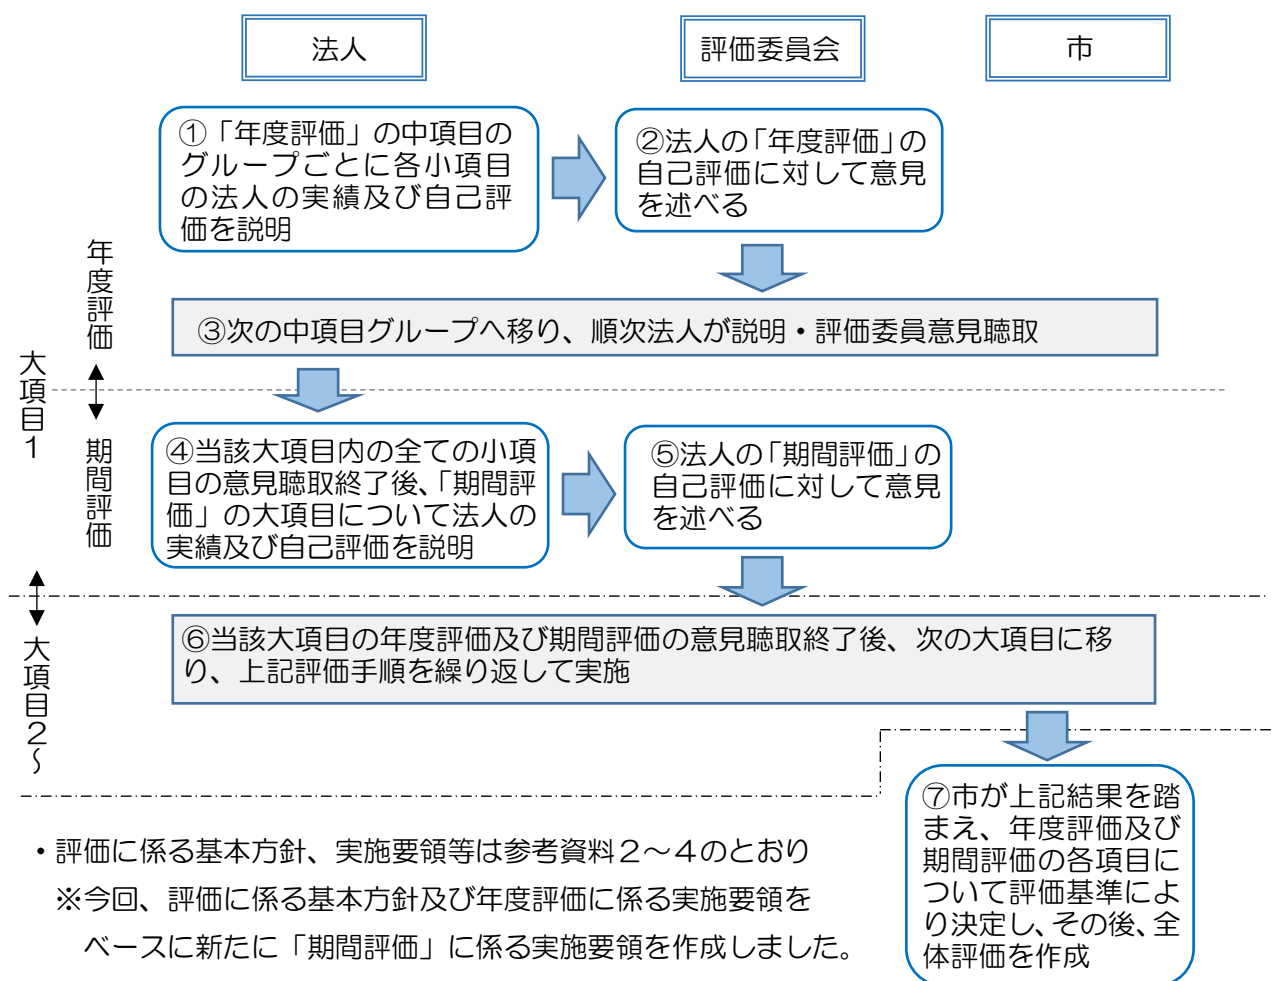 法人
評価委員会
市
①「年度評価」の中項目の
グループごとに各小項目
の法人の実績及び自己評
価を説明
②法人の「年度評価」の
自己評価に対して意見
を述べる
年度評価
③次の中項目グループへ移り、順次法人が説明・評価委員意見聴取
大項目1
期間評価
④当該大項目内の全ての小項
目の意見聴取終了後、「期間評
価」の大項目について法人の
実績及び自己評価を説明
⑤法人の「期間評価」の
自己評価に対して意見
を述べる
大項目2～
⑥当該大項目の年度評価及び期間評価の意見聴取終了後、次の大項目に移
り、上記評価手順を繰り返して実施
⑦市が上記結果を踏
まえ、年度評価及び
期間評価の各項目に
ついて評価基準によ
り決定し、その後、全
体評価を作成
・評価に係る基本方針、実施要領等は参考資料２～４のとおり
※今回、評価に係る基本方針及び年度評価に係る実施要領を
ベースに新たに「期間評価」に係る実施要領を作成しました。